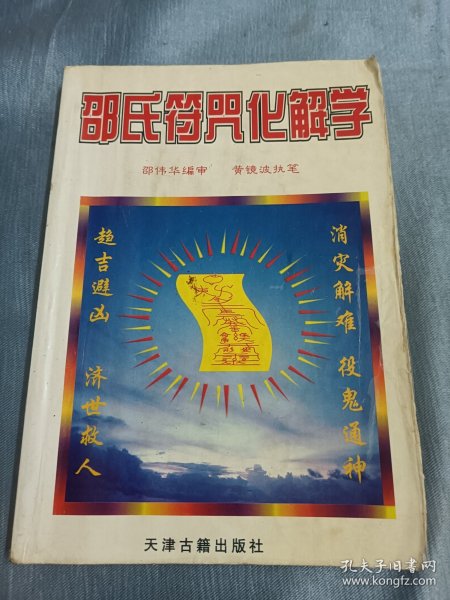 邵氏符咒化解学
邵伟华编审 黄镜波执笔
消灾解难 役鬼通神
趋吉避凶 济世救人
天津古籍出版社
孔夫子旧书网
www.kongfz.com